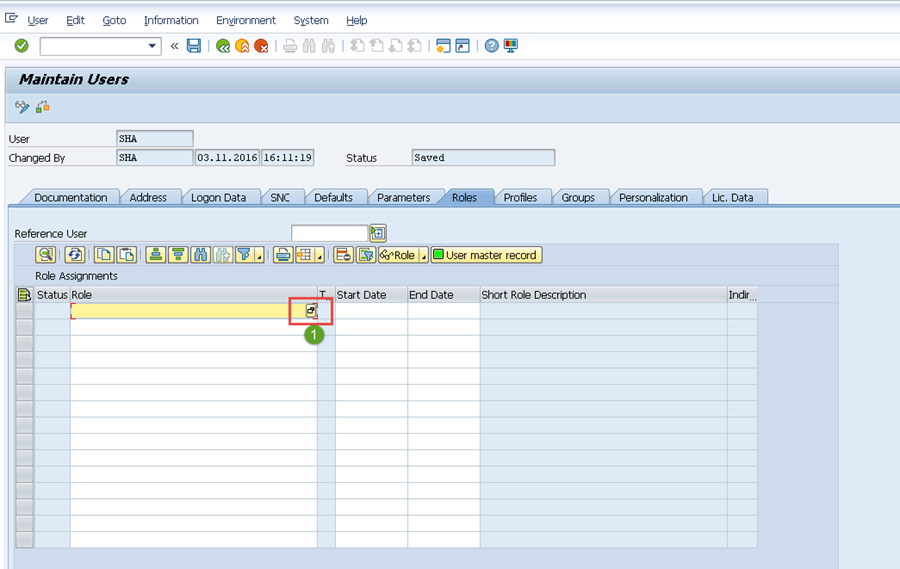 User Edit Goto Information Environment System Help
Maintain Users
User SHA
Changed By SHA 03.11.2016 16:11:19 Status Saved
Documentation Address Logon Data SNC Defaults Parameters Roles Profiles Groups Personalization Lic. Data
Reference User
Role User master record
Role Assignments
Status Role T... Start Date End Date Short Role Description Indir...
1